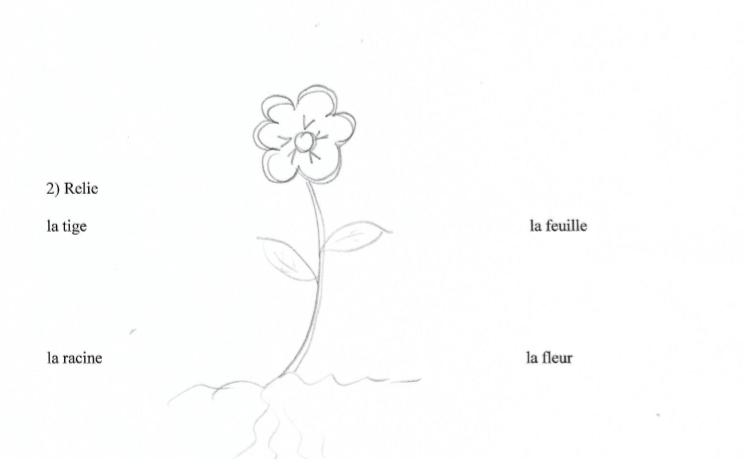 2) Relie
la tige
la feuille
la racine
la fleur